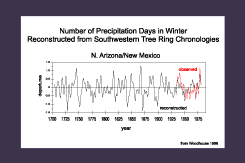 Number of Precipitation Days in Winter
Reconstructed from Southwestern Tree Ring Chronologies
N. Arizona/New Mexico
observed
reconstructed
1700 1725 1750 1775 1800 1825 1850 1875 1900 1925 1950 1975
year
from Woodhouse 1996